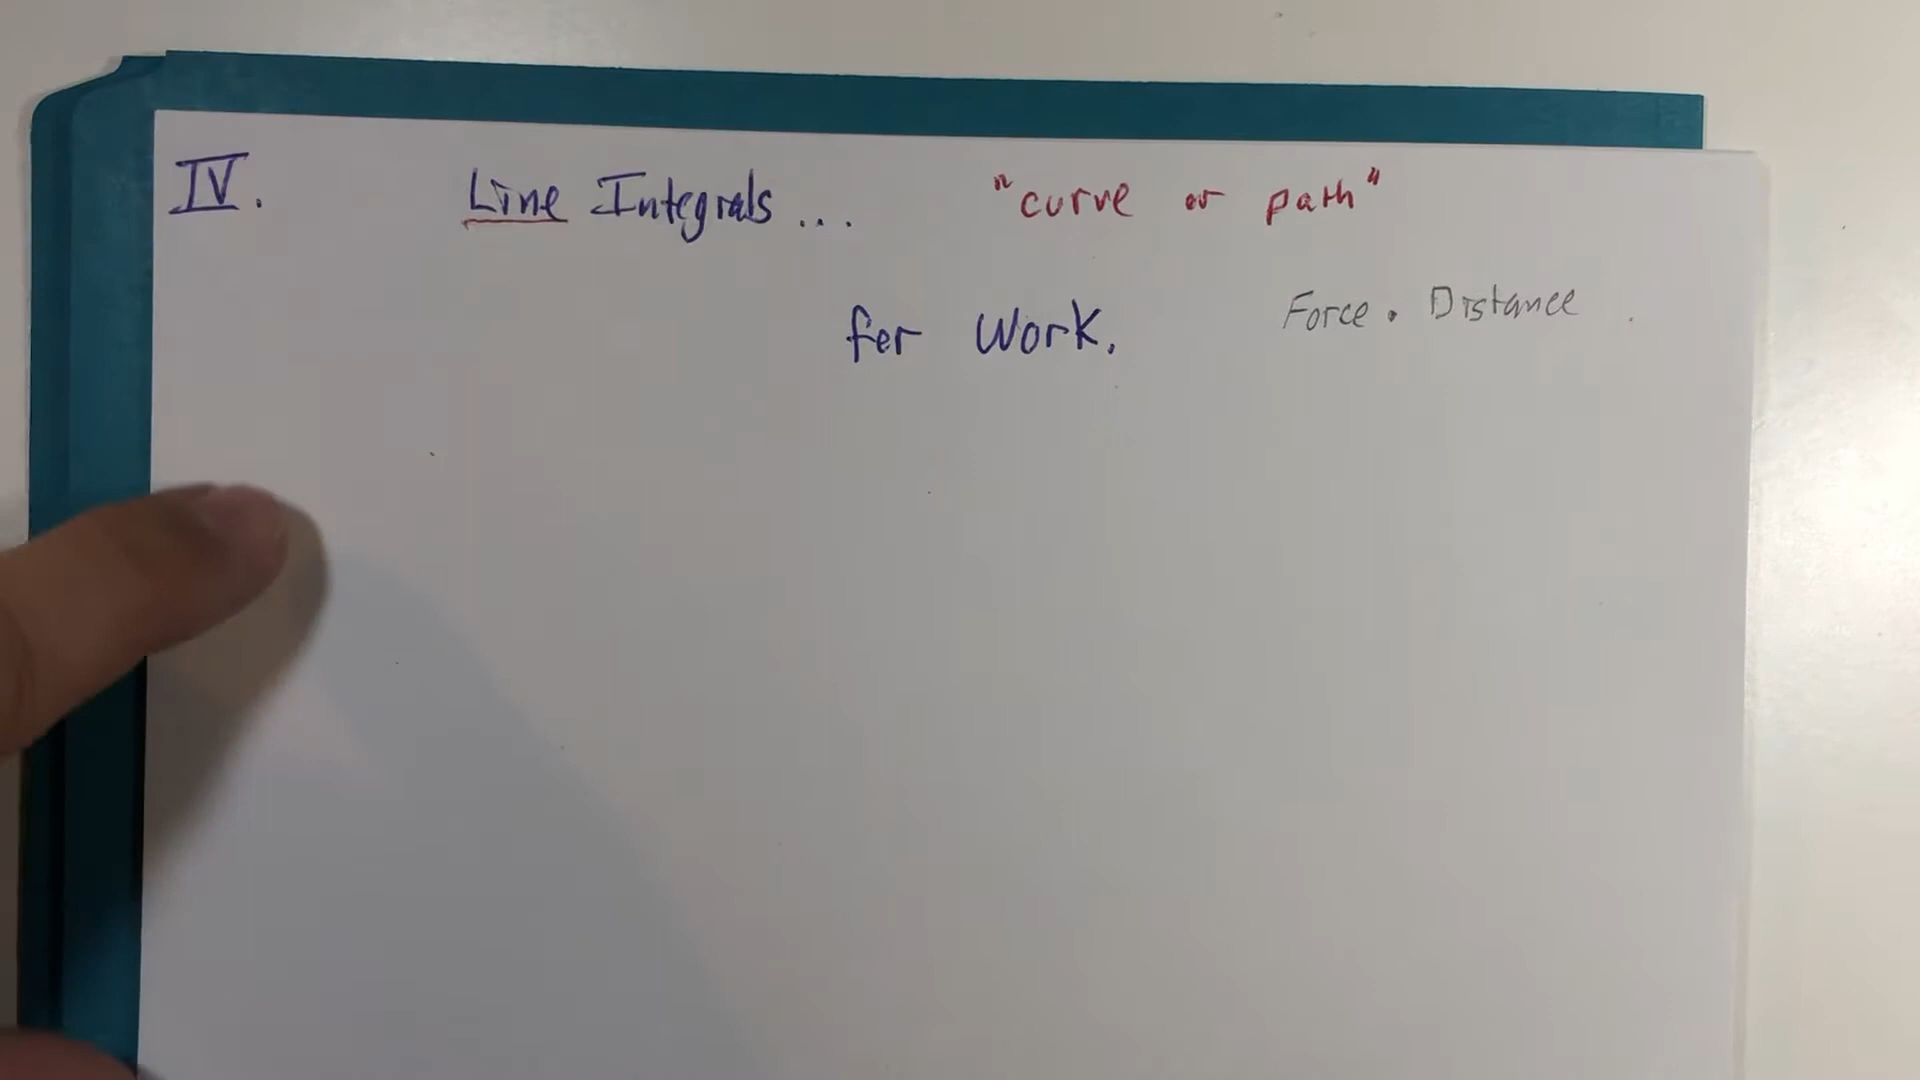 IV. Line Integrals... "curve or path"
for Work. Force . Distance